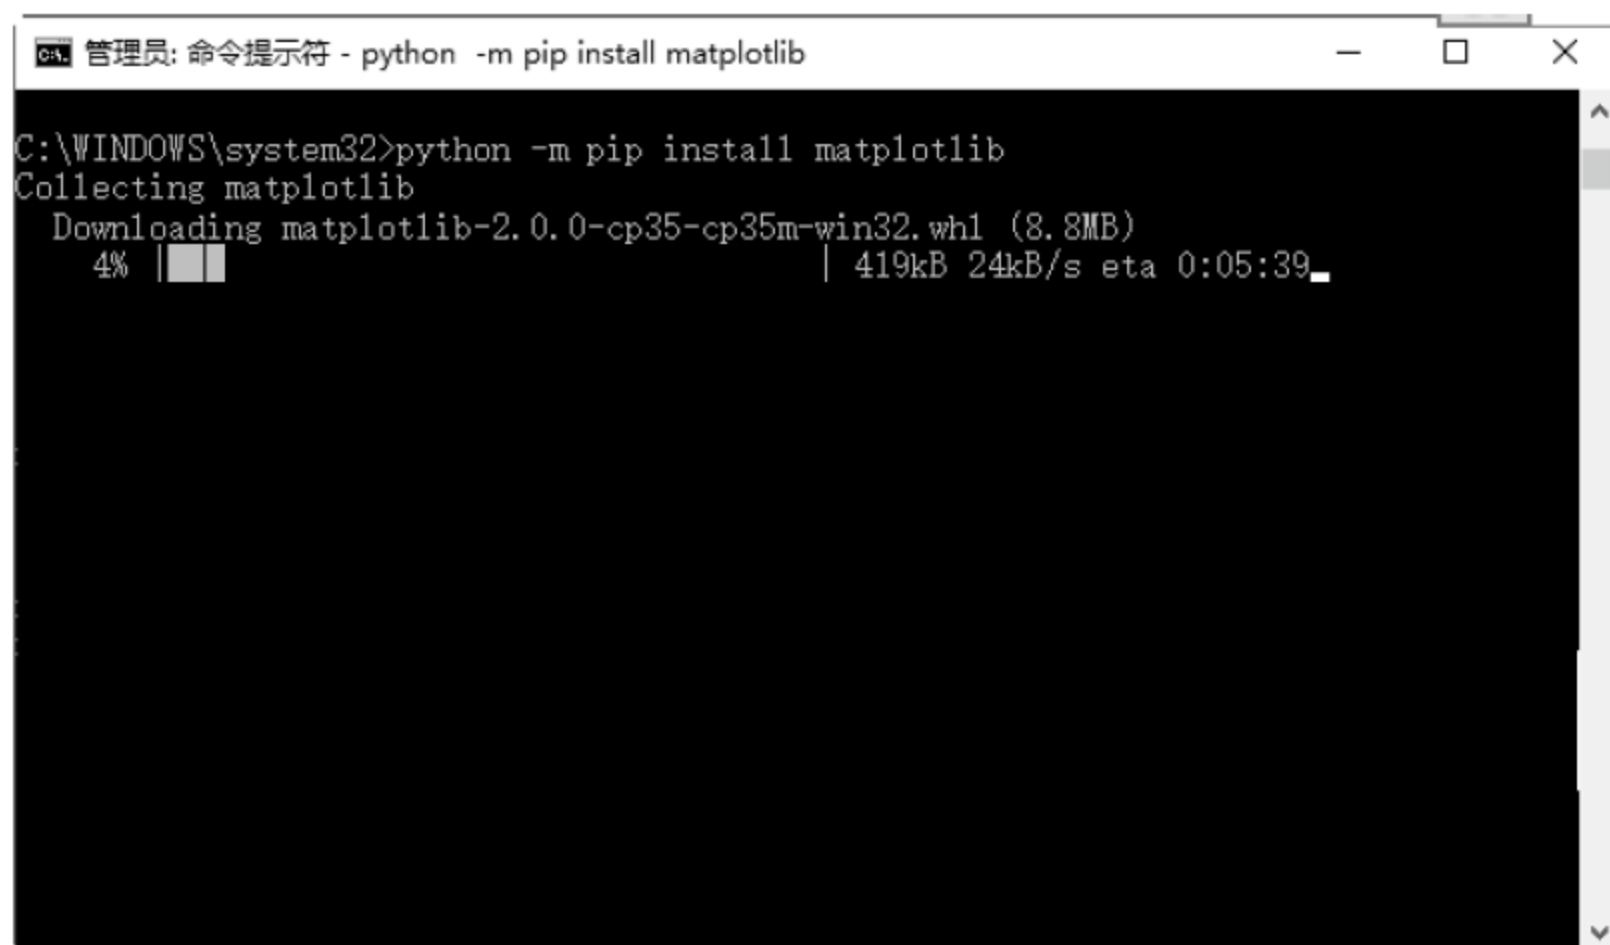 管理员: 命令提示符 - python  -m pip install matplotlib
C:\WINDOWS\system32>python -m pip install matplotlib
Collecting matplotlib
  Downloading matplotlib-2.0.0-cp35-cp35m-win32.whl (8.8MB)
    4% |███                                | 419kB 24kB/s eta 0:05:39